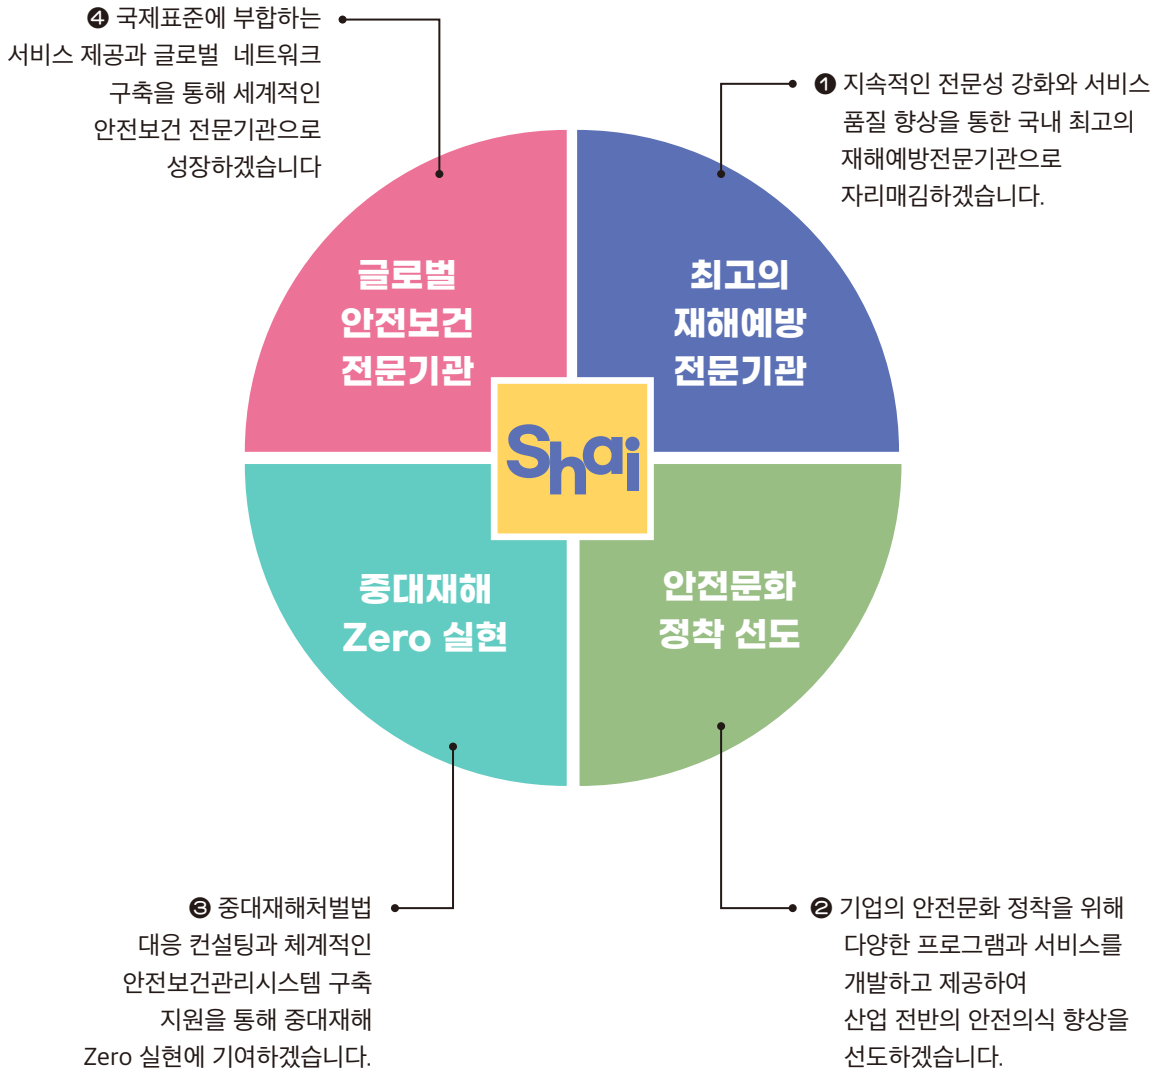 ❹ 국제표준에 부합하는
서비스 제공과 글로벌 네트워크
구축을 통해 세계적인
안전보건 전문기관으로
성장하겠습니다
❶ 지속적인 전문성 강화와 서비스
품질 향상을 통한 국내 최고의
재해예방전문기관으로
자리매김하겠습니다.
글로벌
안전보건
전문기관
최고의
재해예방
전문기관
Shai
중대재해
Zero 실현
안전문화
정착 선도
❸ 중대재해처벌법
대응 컨설팅과 체계적인
안전보건관리시스템 구축
지원을 통해 중대재해
Zero 실현에 기여하겠습니다.
❷ 기업의 안전문화 정착을 위해
다양한 프로그램과 서비스를
개발하고 제공하여
산업 전반의 안전의식 향상을
선도하겠습니다.